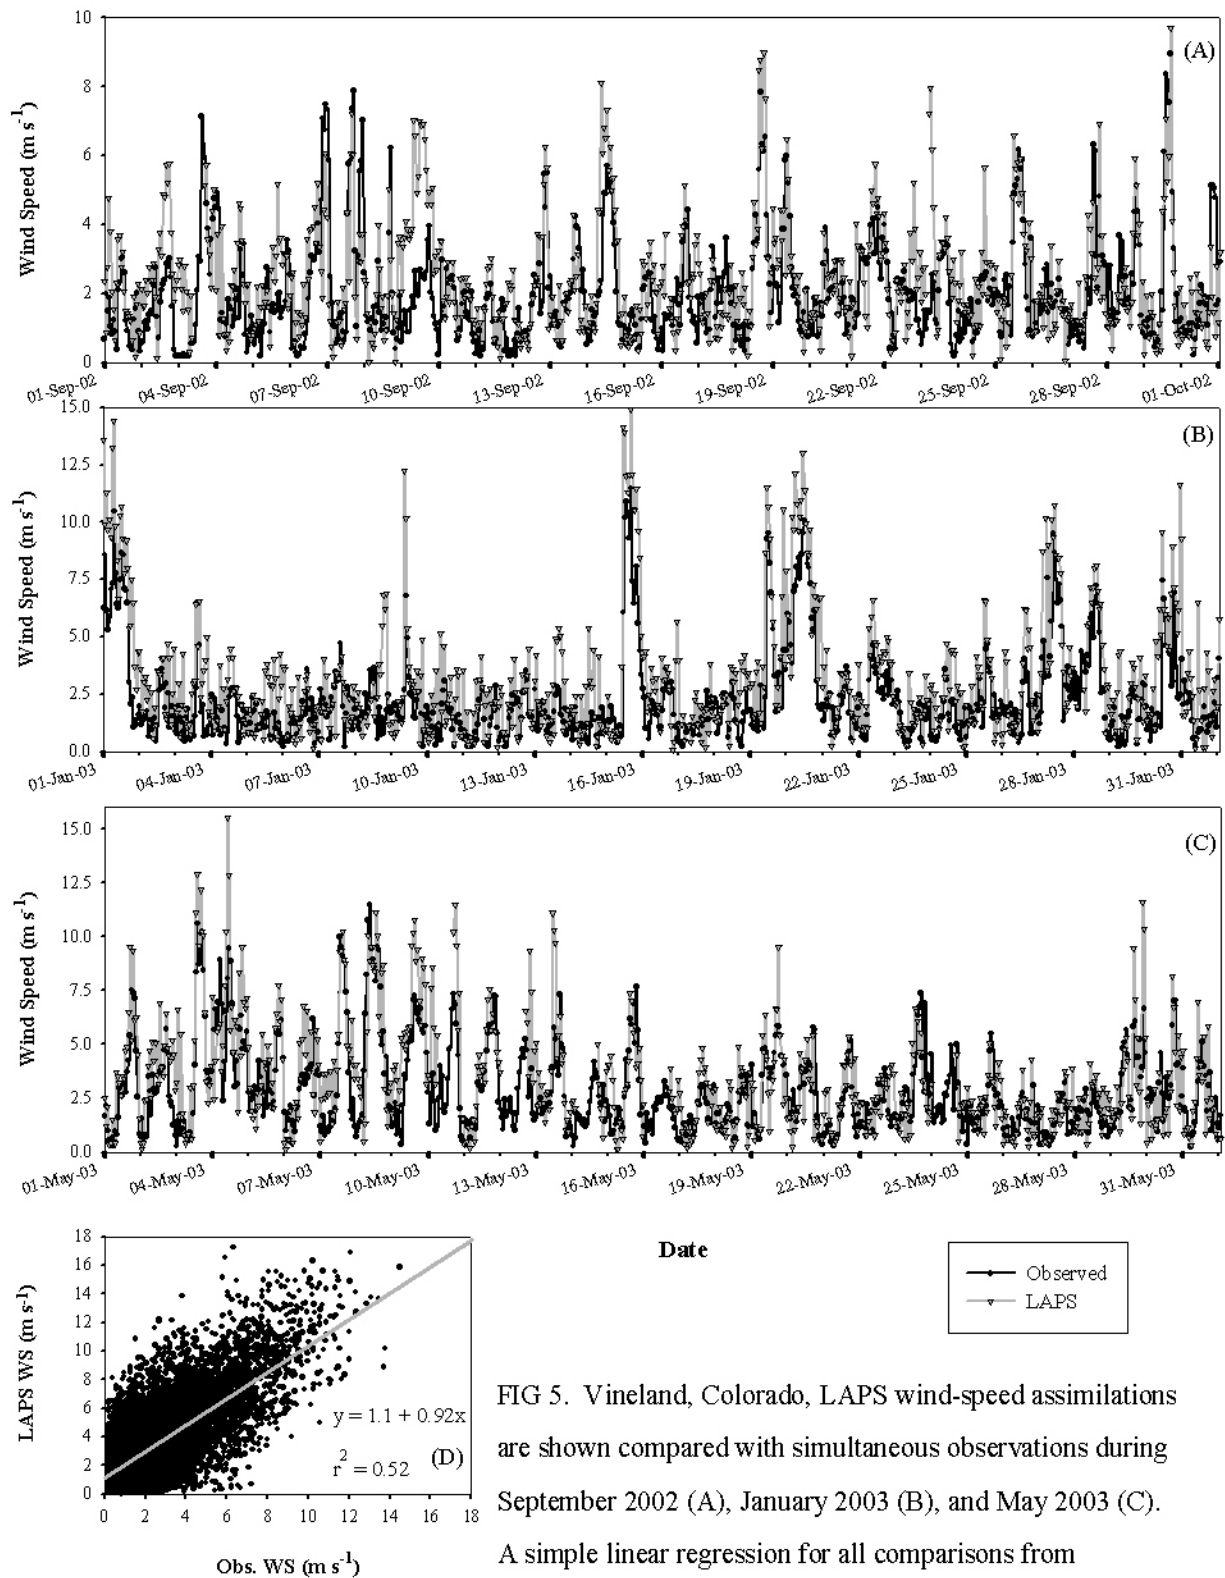 10
8
6
4
2
0
Wind Speed (m s-1)
(A)
01-Sep-02
04-Sep-02
07-Sep-02
10-Sep-02
13-Sep-02
16-Sep-02
19-Sep-02
22-Sep-02
25-Sep-02
28-Sep-02
01-Oct-02
15.0
12.5
10.0
7.5
5.0
2.5
0.0
Wind Speed (m s-1)
(B)
01-Jan-03
04-Jan-03
07-Jan-03
10-Jan-03
13-Jan-03
16-Jan-03
19-Jan-03
22-Jan-03
25-Jan-03
28-Jan-03
31-Jan-03
15.0
12.5
10.0
7.5
5.0
2.5
0.0
Wind Speed (m s-1)
(C)
01-May-03
04-May-03
07-May-03
10-May-03
13-May-03
16-May-03
19-May-03
22-May-03
25-May-03
28-May-03
31-May-03
Date
Observed
LAPS
18
16
14
12
10
8
6
4
2
0
LAPS WS (m s-1)
y = 1.1 + 0.92x
r2 = 0.52
(D)
0 2 4 6 8 10 12 14 16 18
Obs. WS (m s-1)
FIG 5. Vineland, Colorado, LAPS wind-speed assimilations
are shown compared with simultaneous observations during
September 2002 (A), January 2003 (B), and May 2003 (C).
A simple linear regression for all comparisons from